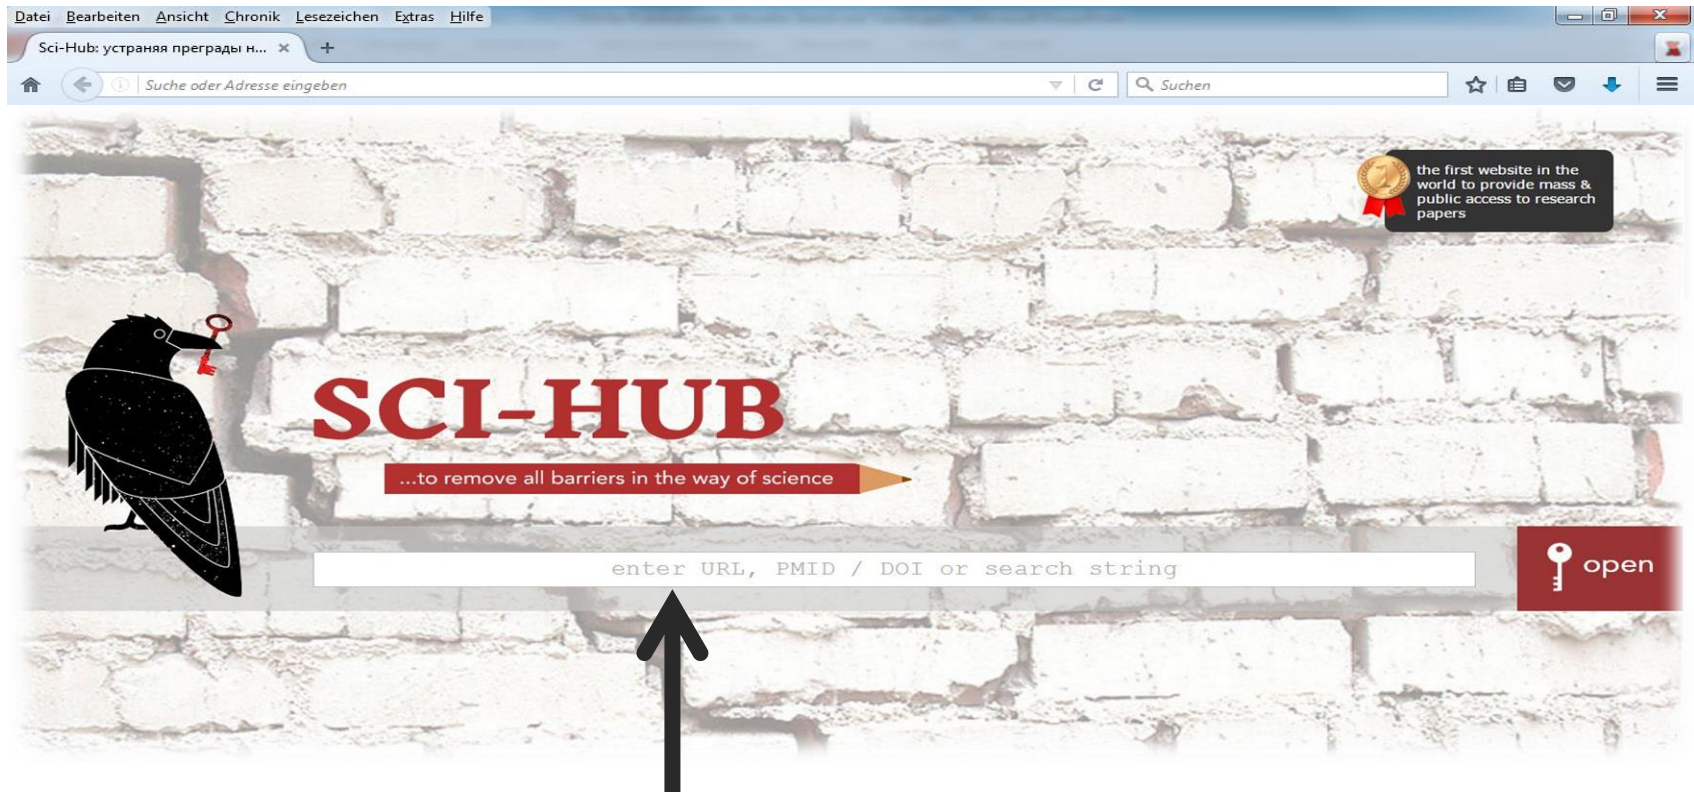 Datei Bearbeiten Ansicht Chronik Lesezeichen Extras Hilfe
Sci-Hub: устраняя преграды н...
Suche oder Adresse eingeben
Suchen
the first website in the
world to provide mass &
public access to research
papers
SCI-HUB
...to remove all barriers in the way of science
enter URL, PMID / DOI or search string
open